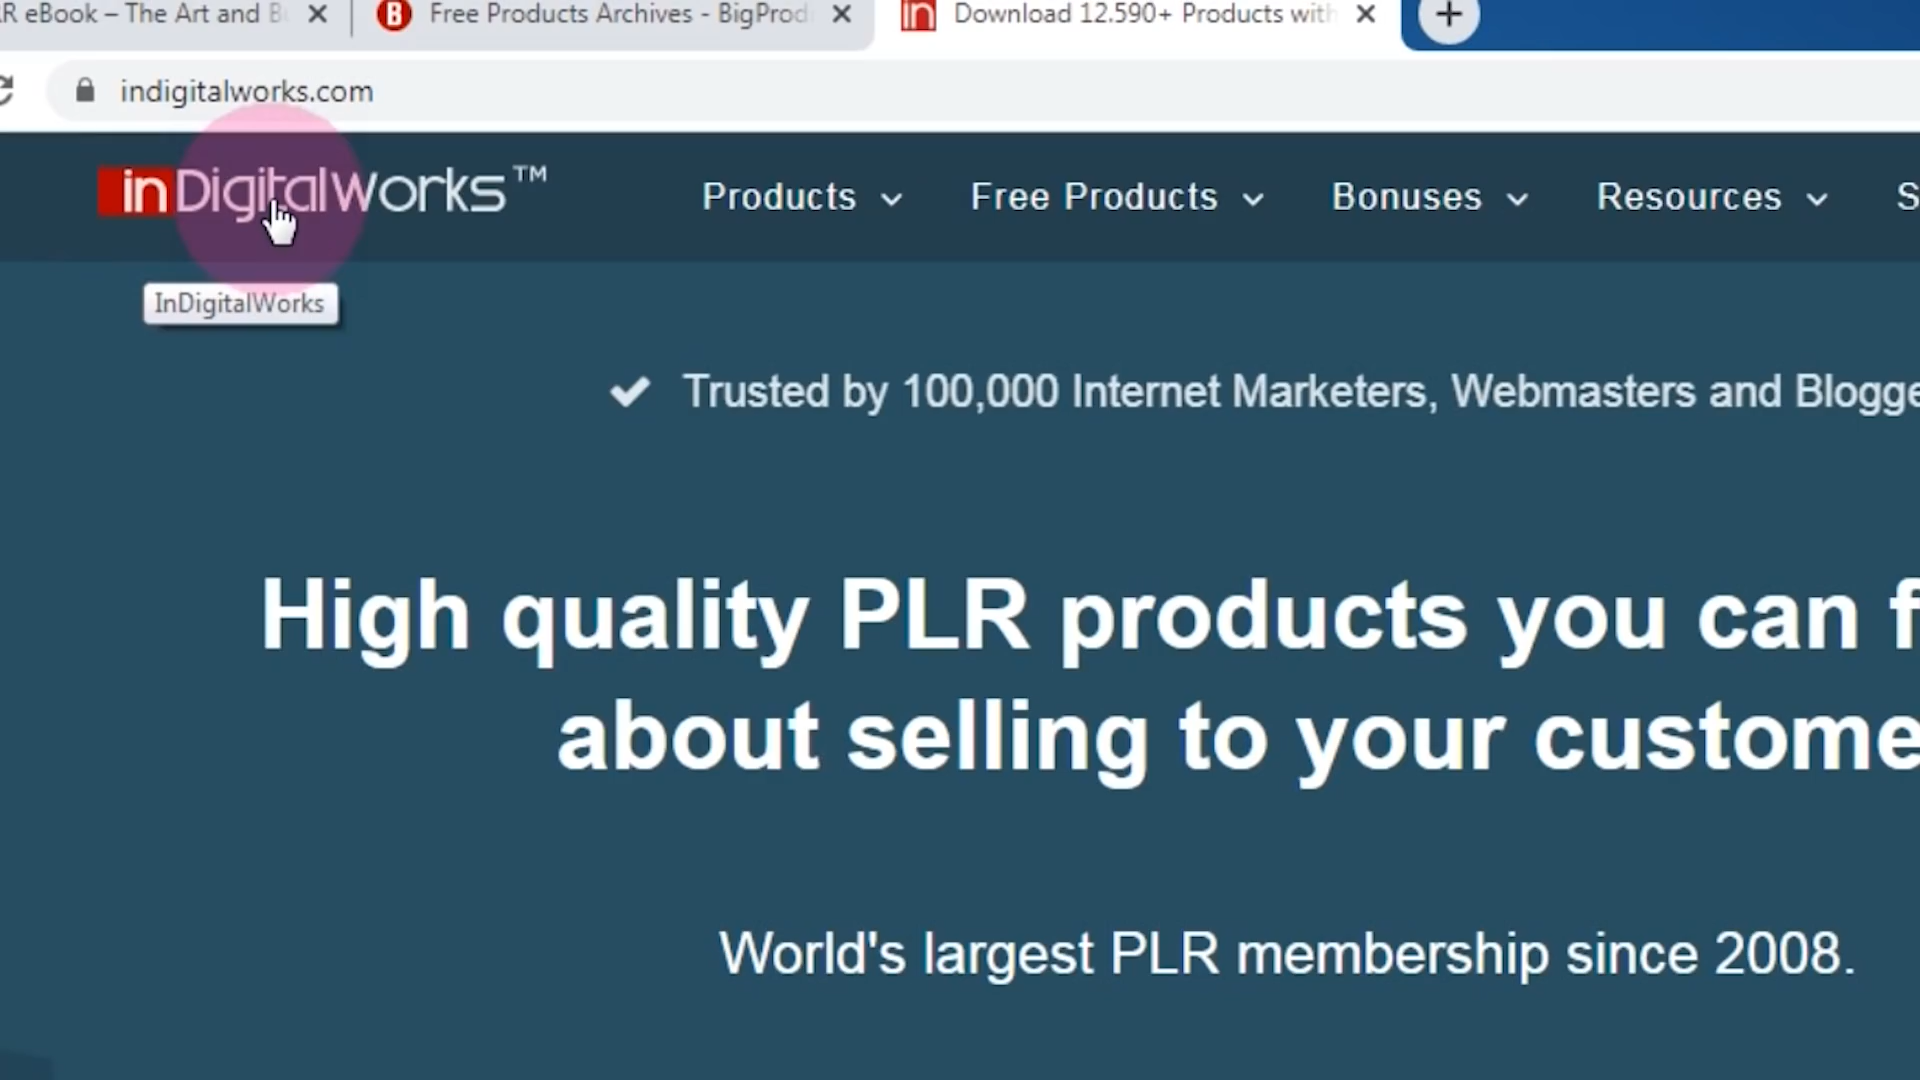 R eBook – The Art and B
Free Products Archives - BigProd
in Download 12.590+ Products with
indigitalworks.com
inDigitalWorks™
Products
Free Products
Bonuses
Resources
S
InDigitalWorks
Trusted by 100,000 Internet Marketers, Webmasters and Blogge
High quality PLR products you can f
about selling to your custome
World's largest PLR membership since 2008.